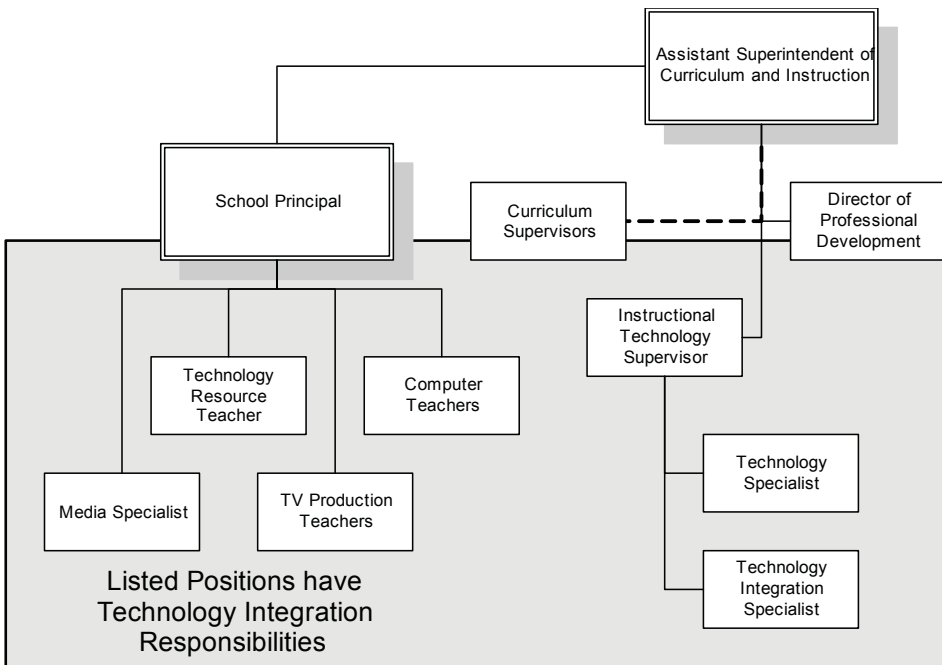 Assistant Superintendent of
Curriculum and Instruction
School Principal
Curriculum
Supervisors
Director of
Professional
Development
Instructional
Technology
Supervisor
Technology
Resource
Teacher
Computer
Teachers
Media Specialist
TV Production
Teachers
Technology
Specialist
Technology
Integration
Specialist
Listed Positions have
Technology Integration
Responsibilities